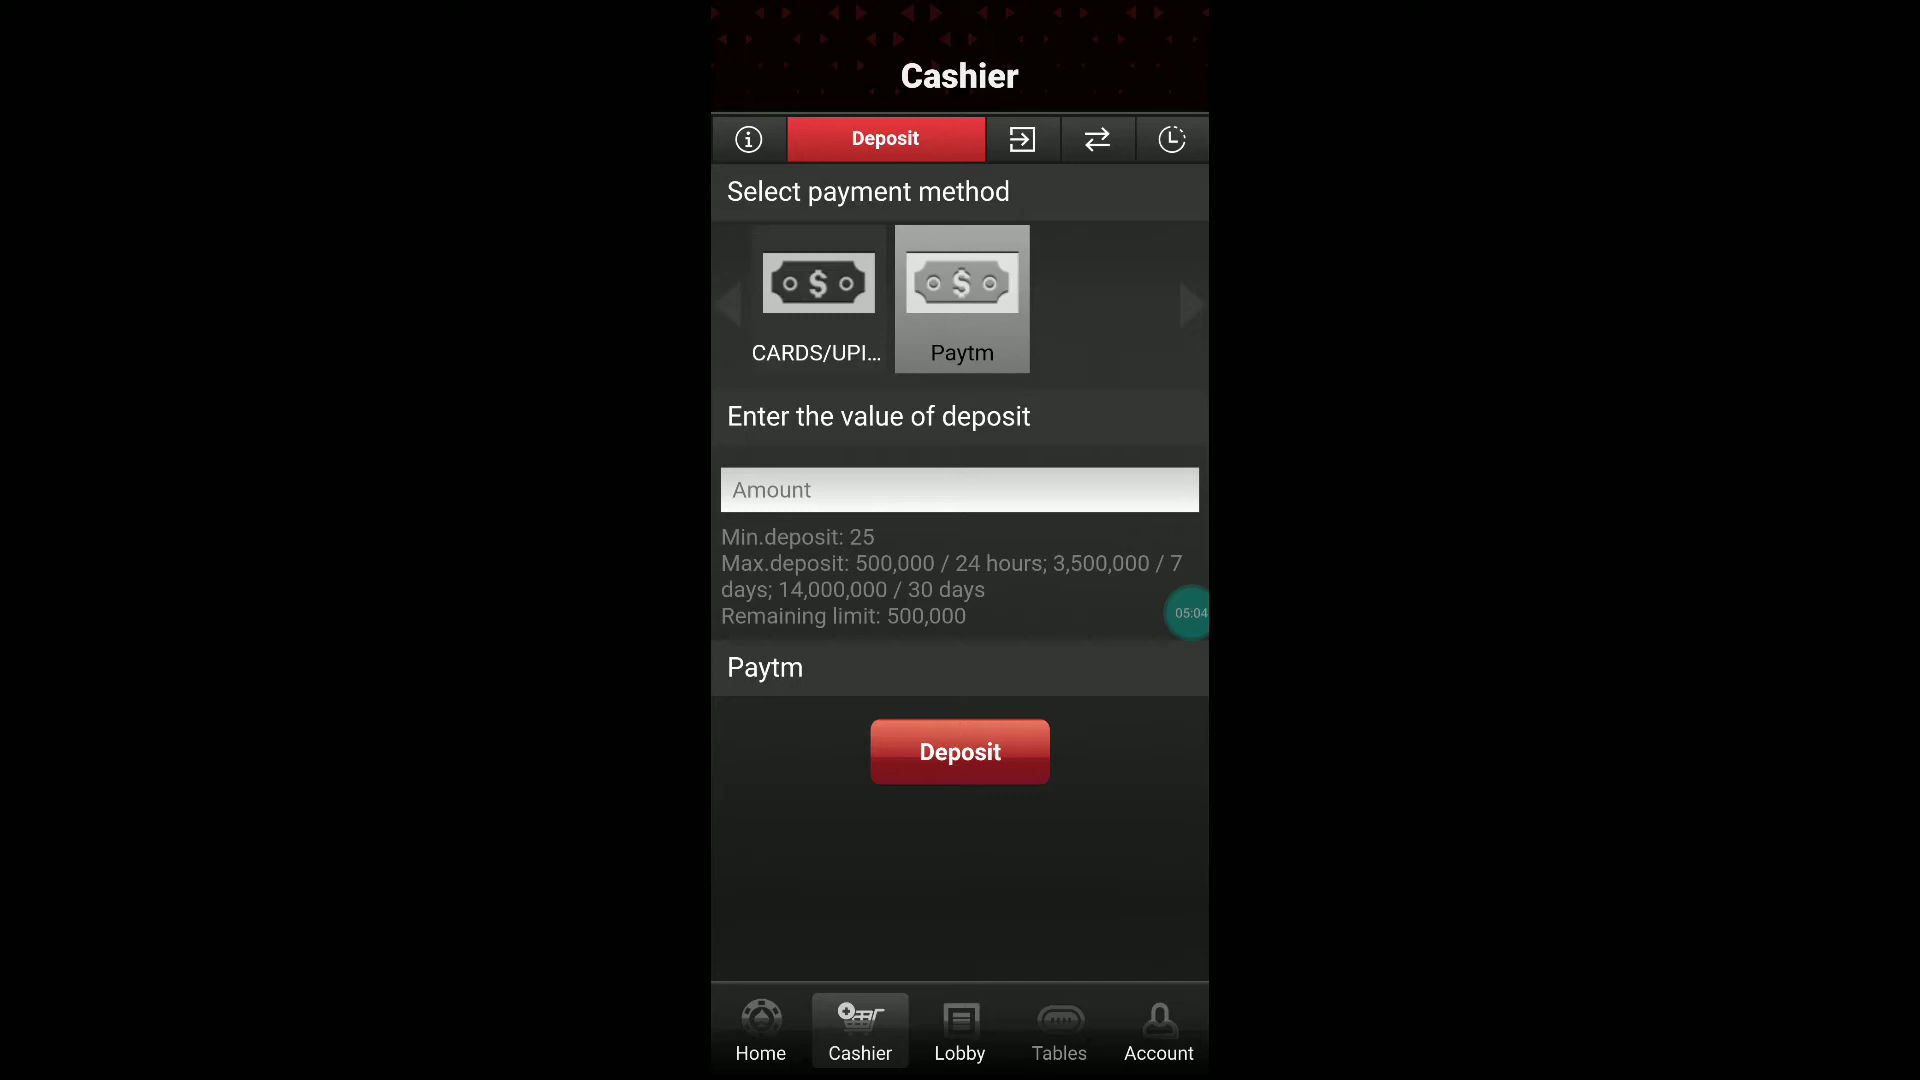 Cashier
Deposit
Select payment method
CARDS/UPI...
Paytm
Enter the value of deposit
Amount
Min.deposit: 25
Max.deposit: 500,000 / 24 hours; 3,500,000 / 7
days; 14,000,000 / 30 days
Remaining limit: 500,000
05:04
Paytm
Deposit
Home
Cashier
Lobby
Tables
Account